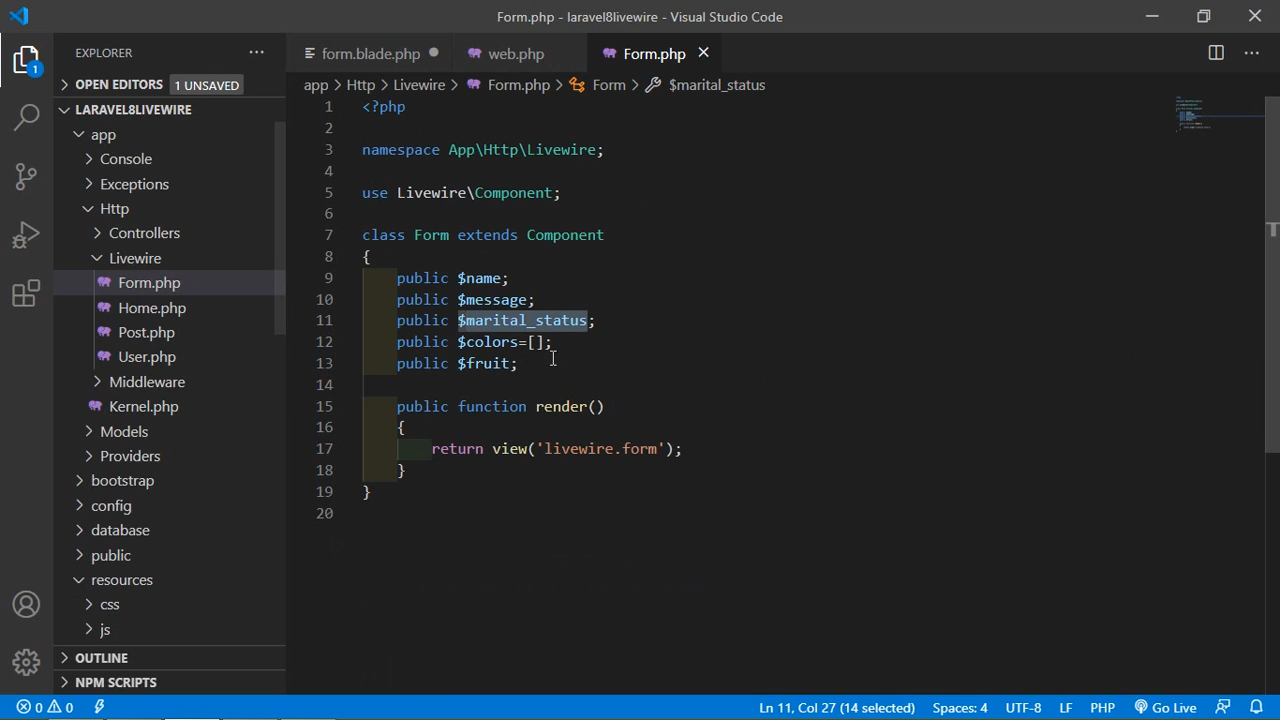 Form.php - laravel8livewire - Visual Studio Code
EXPLORER
form.blade.php
web.php
Form.php
OPEN EDITORS
1 UNSAVED
app > Http > Livewire > Form.php > Form > $marital_status
LARAVEL8LIVEWIRE
app
Console
Exceptions
Http
Controllers
Livewire
Form.php
Home.php
Post.php
User.php
Middleware
Kernel.php
Models
Providers
bootstrap
config
database
public
resources
css
js
OUTLINE
NPM SCRIPTS
1
1 <?php
2
3 namespace App\Http\Livewire;
4
5 use Livewire\Component;
6
7 class Form extends Component
8 {
9 public $name;
10 public $message;
11 public $marital_status;
12 public $colors=[];
13 public $fruit;
14
15 public function render()
16 {
17 return view('livewire.form');
18 }
19 }
20
0 0
Ln 11, Col 27 (14 selected)
Spaces: 4
UTF-8
LF
PHP
Go Live